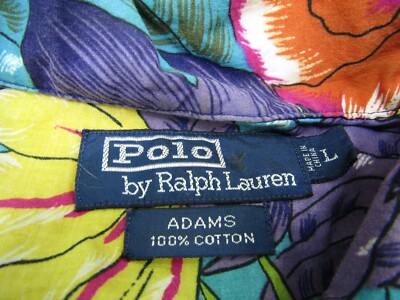 Polo
by Ralph Lauren
MADE IN
CHINA
L
ADAMS
100% COTTON